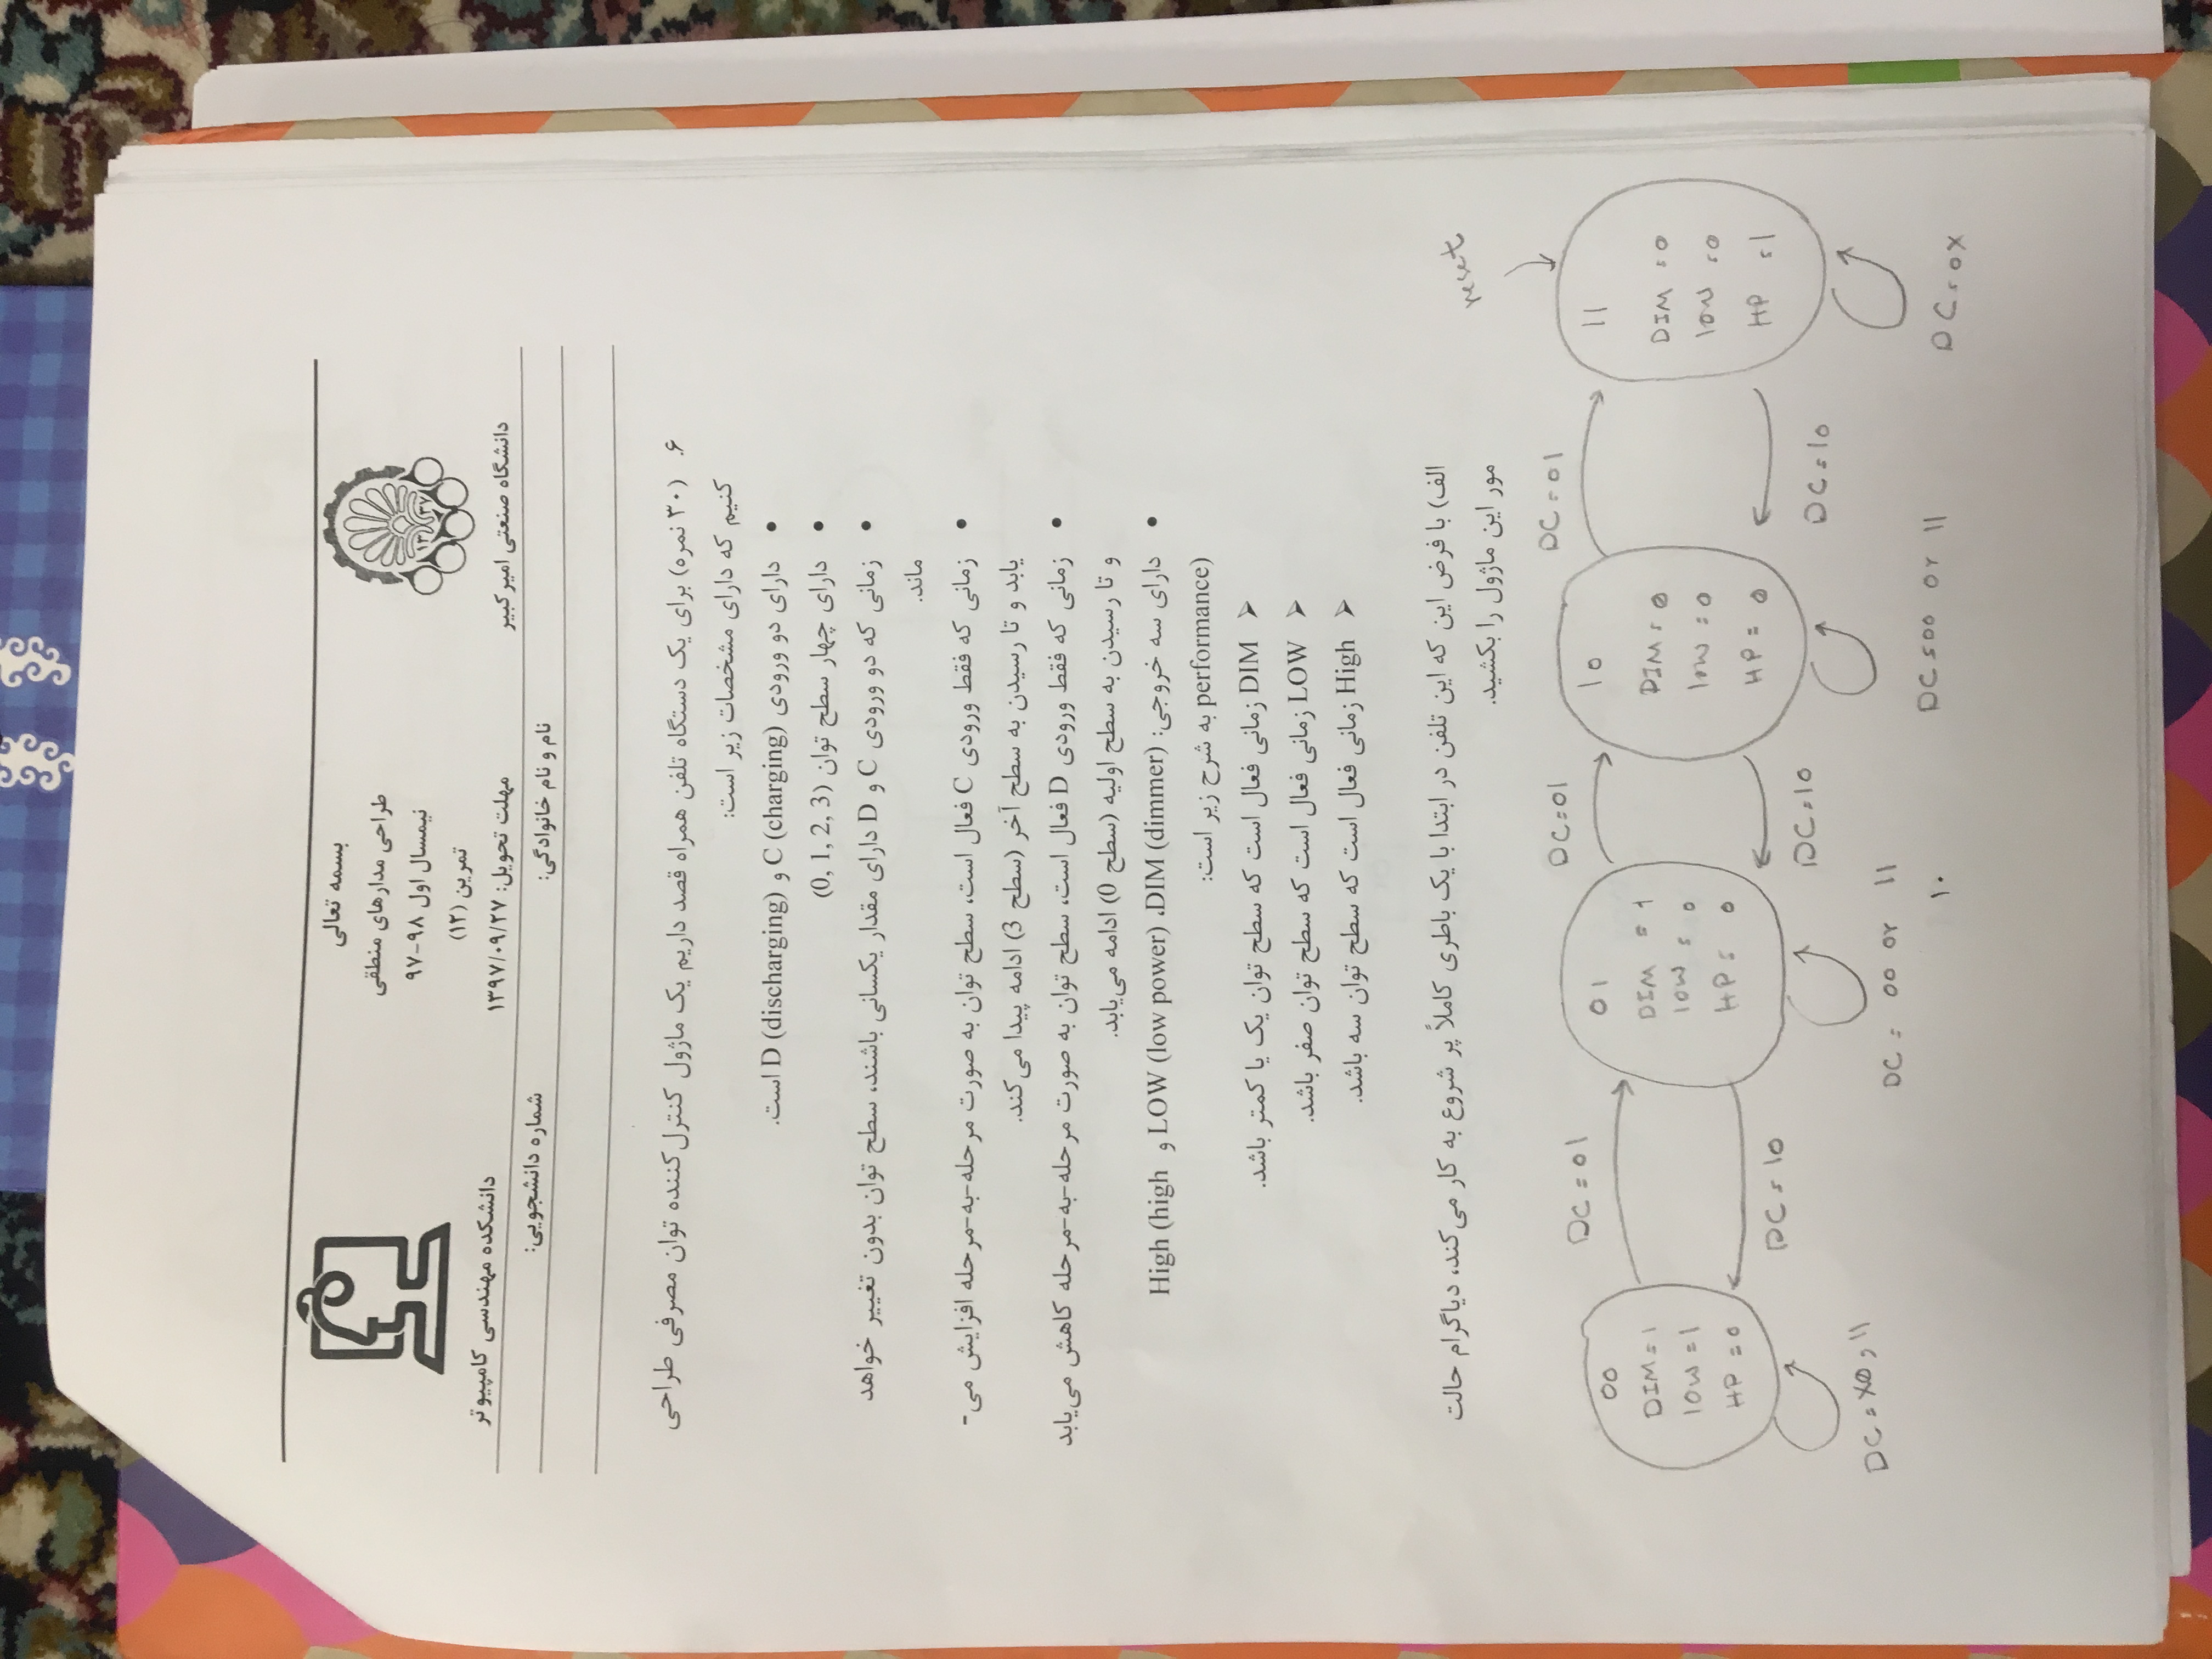 بسمه تعالی
طراحی مدارهای منطقی
نیمسال اول ۹۸-۹۷
تمرین (۱۲)
مهلت تحویل: ۱۳۹۷/۰۹/۲۷
۱۳ ۳۷
دانشگاه صنعتی امیرکبیر
دانشکده مهندسی کامپیوتر
نام و نام خانوادگی:
شماره دانشجویی:
۶. (۳۰ نمره) برای یک دستگاه تلفن همراه قصد داریم یک ماژول کنترل‌کننده توان مصرفی طراحی
کنیم که دارای مشخصات زیر است:
• دارای دو ورودی C (charging) و D (discharging) است.
• دارای چهار سطح توان (0, 1, 2, 3)
• زمانی که دو ورودی C و D دارای مقدار یکسانی باشند، سطح توان بدون تغییر خواهد
ماند.
• زمانی که فقط ورودی C فعال است، سطح توان به صورت مرحله-به-مرحله افزایش می-
یابد و تا رسیدن به سطح آخر (سطح 3) ادامه پیدا می‌کند.
• زمانی که فقط ورودی D فعال است، سطح توان به صورت مرحله-به-مرحله کاهش می‌یابد
و تا رسیدن به سطح اولیه (سطح 0) ادامه می‌یابد.
• دارای سه خروجی: DIM (dimmer)، LOW (low power) و High (high
performance) به شرح زیر است:
➢ DIM زمانی فعال است که سطح توان یک یا کمتر باشد.
➢ LOW زمانی فعال است که سطح توان صفر باشد.
➢ High زمانی فعال است که سطح توان سه باشد.
الف) با فرض این که این تلفن در ابتدا با یک باطری کاملاً پر شروع به کار می‌کند، دیاگرام حالت
مور این ماژول را بکشید.
reset
DC=01
DC=01
DC=01
00
DIM=1
low=1
HP=0
01
DIM=1
low=0
HP=0
10
DIM=0
low=0
HP=0
11
DIM=0
low=0
HP=1
DC=10
DC=10
DC=10
DC=X0,11
DC=00 or 11
DC=00 or 11
DC=0X
۱۰